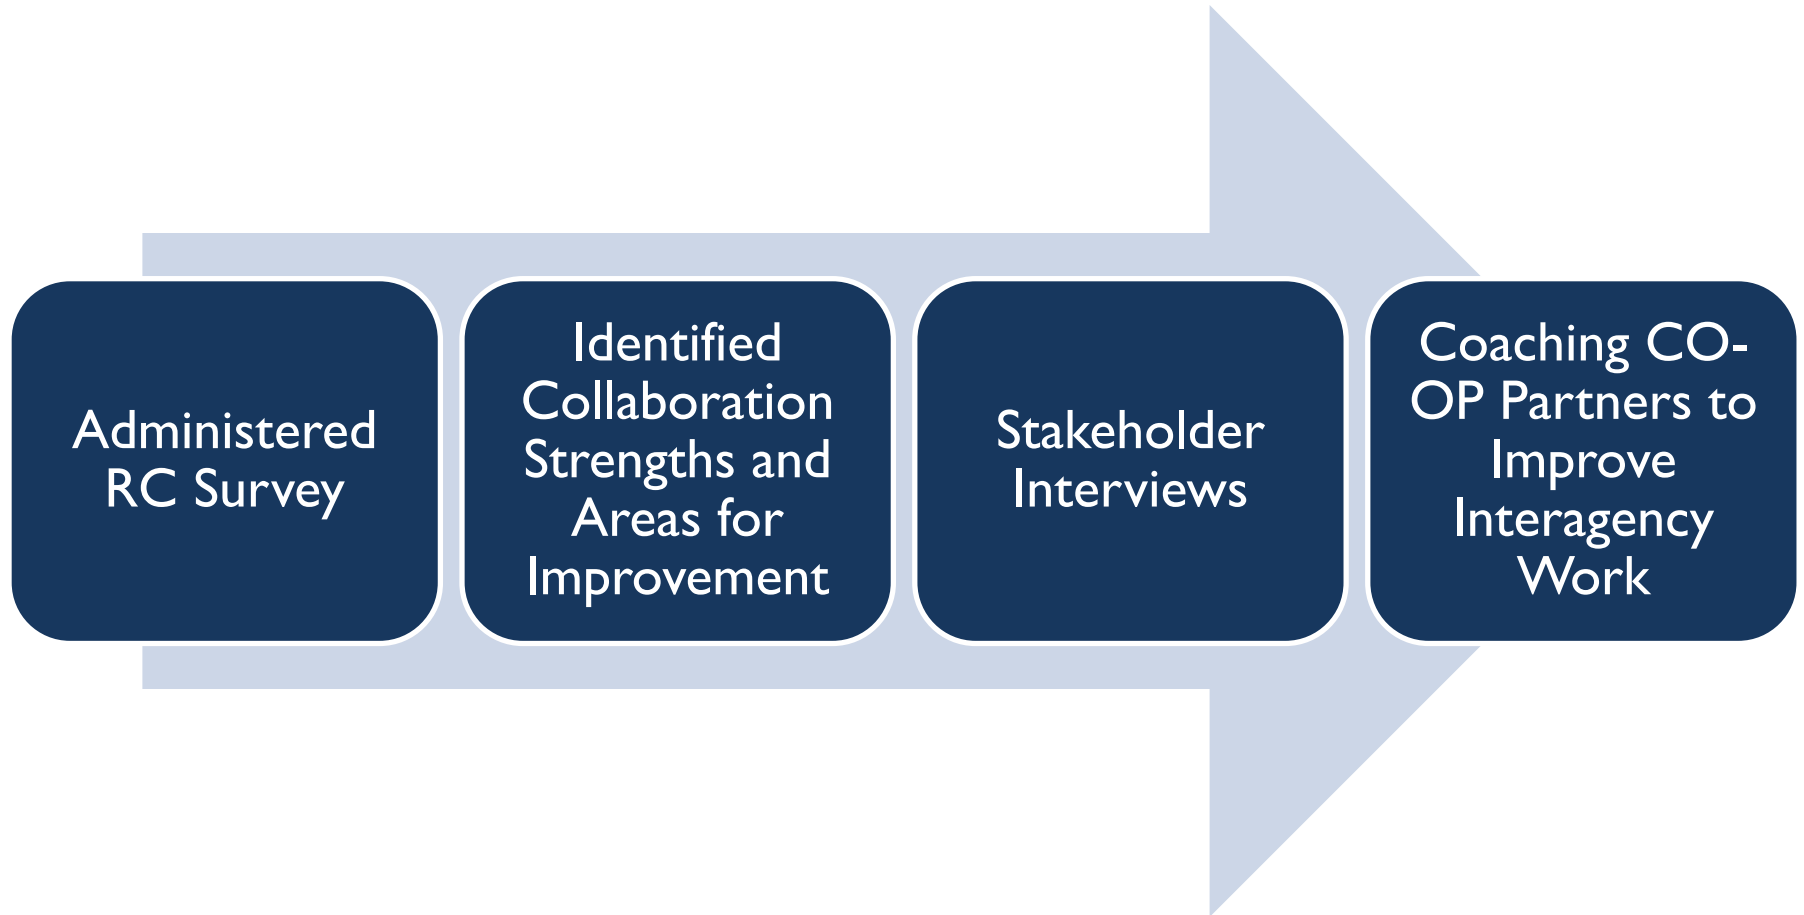 Administered
RC Survey
Identified
Collaboration
Strengths and
Areas for
Improvement
Stakeholder
Interviews
Coaching CO-
OP Partners to
Improve
Interagency
Work